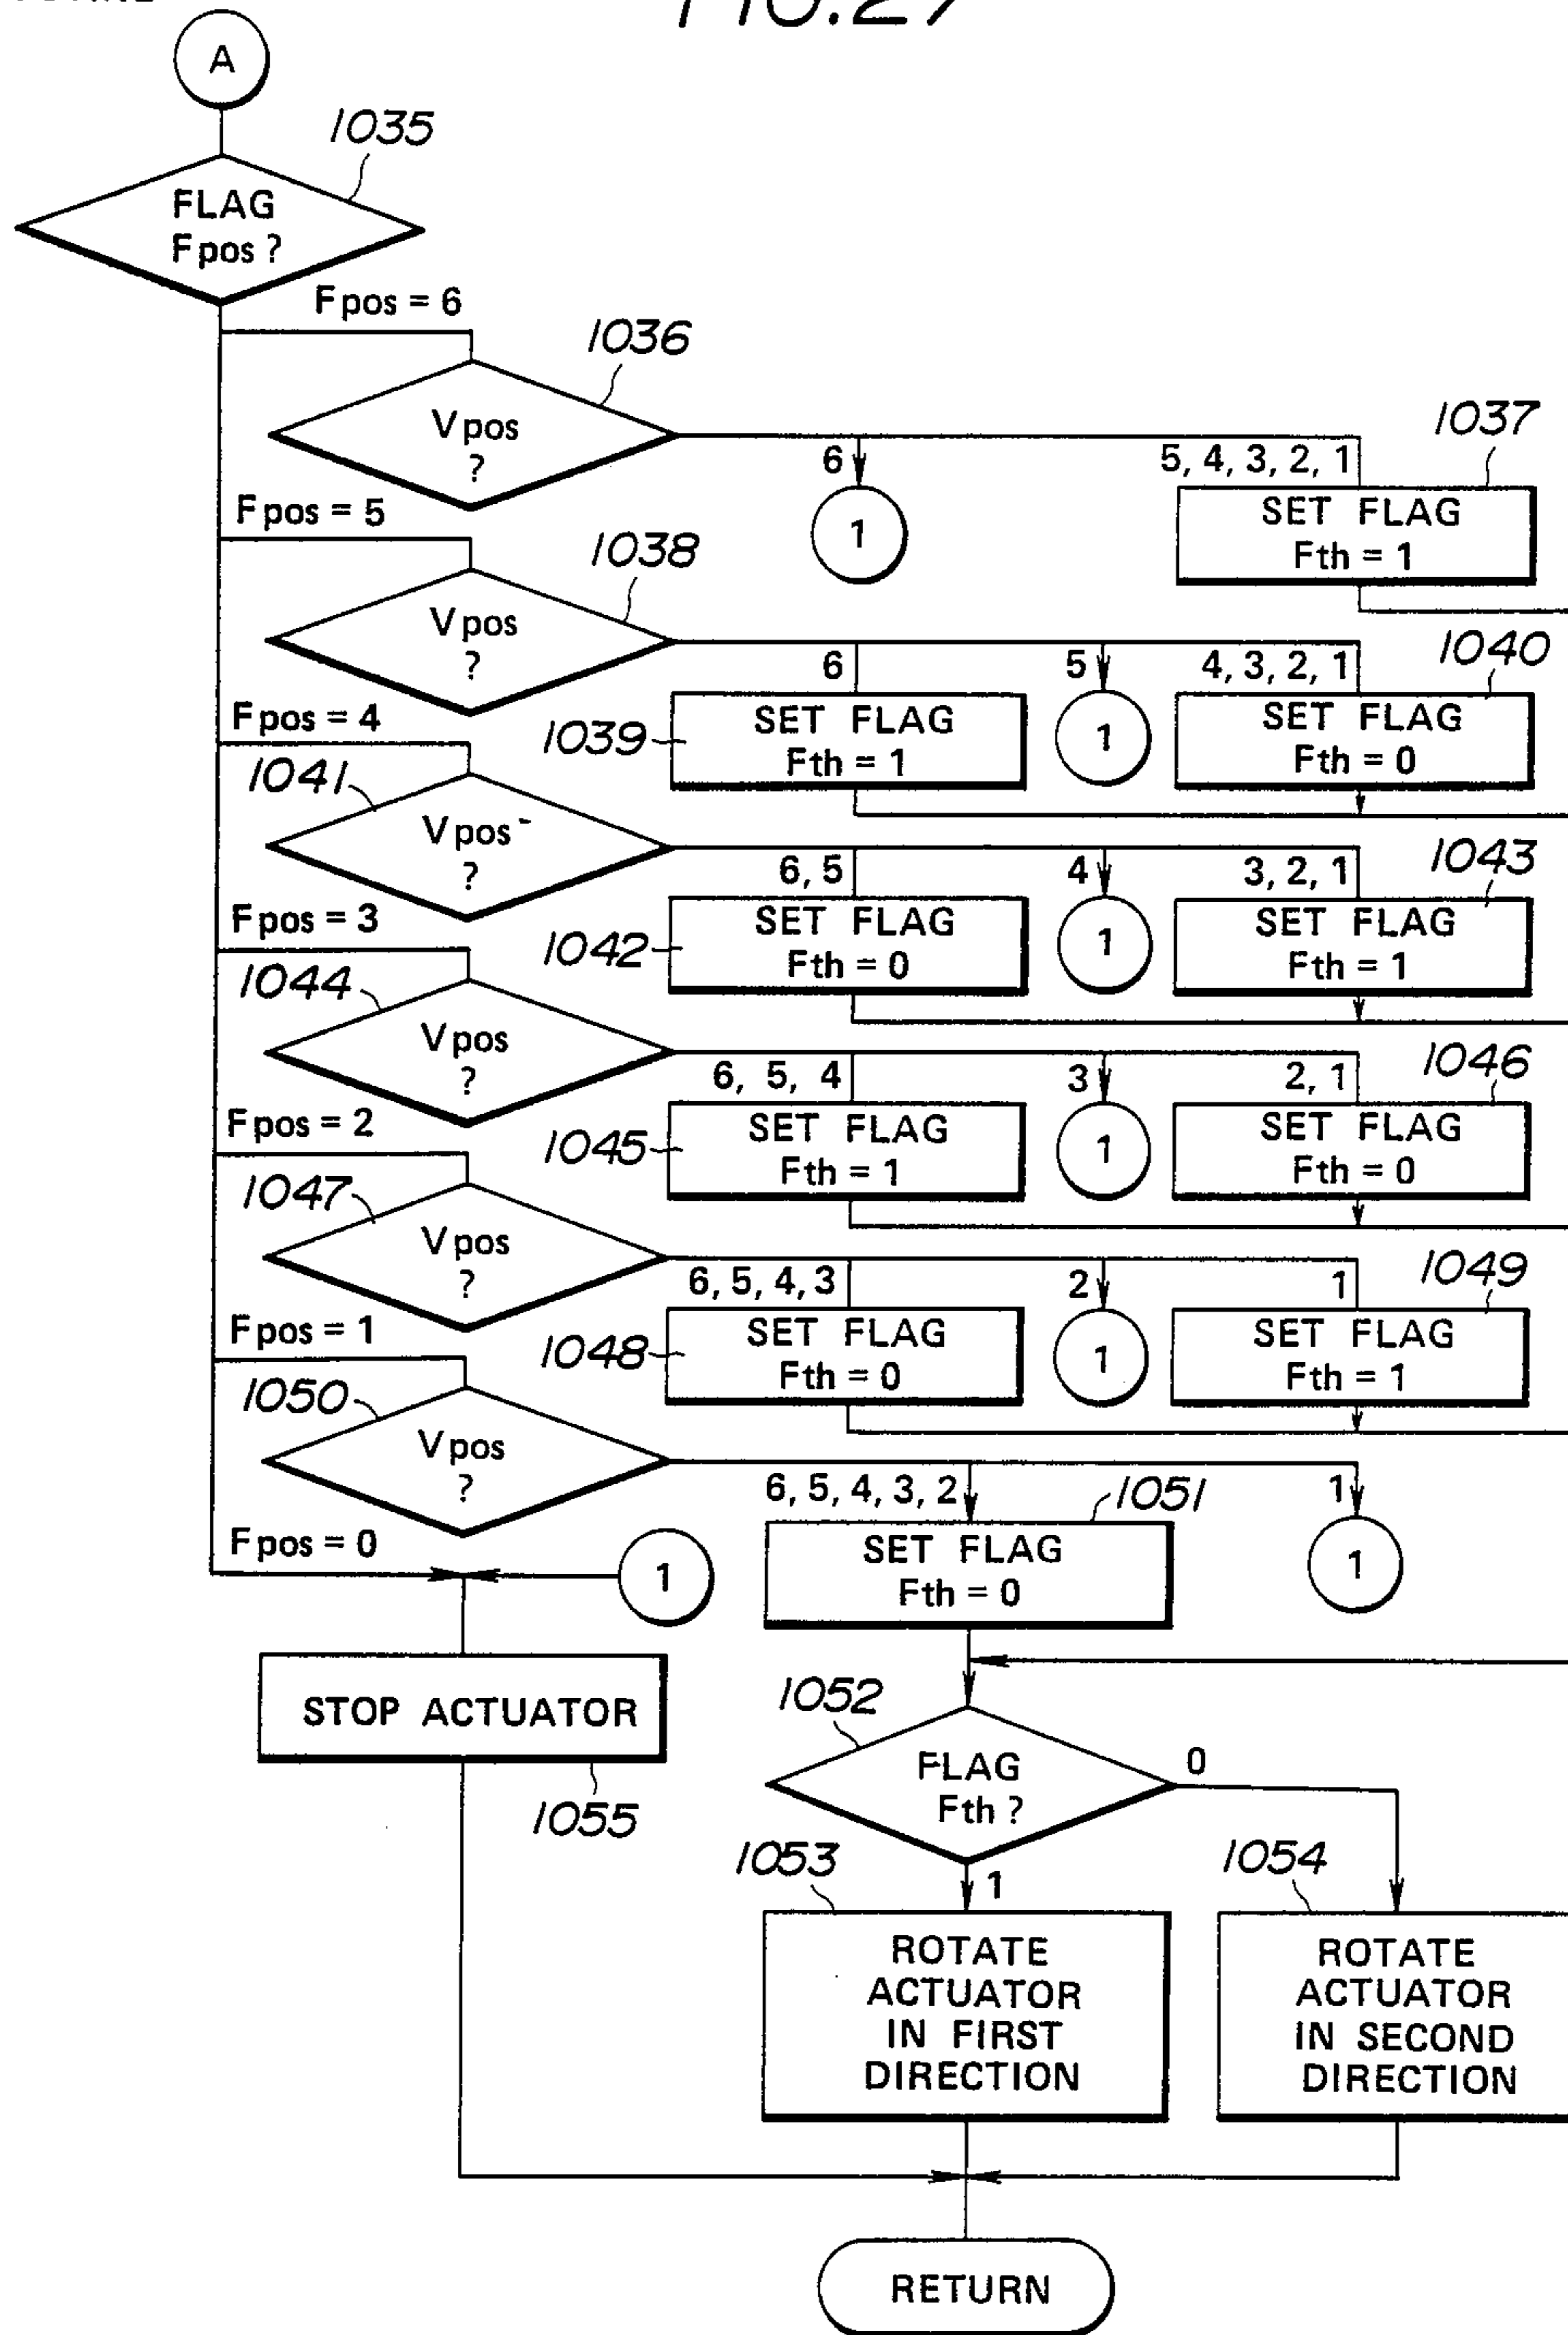 FIG.27
A
1035
FLAG
Fpos ?
Fpos = 6
1036
Vpos
?
6
1
5, 4, 3, 2, 1
1037
SET FLAG
Fth = 1
Fpos = 5
1038
Vpos
?
6
1039
SET FLAG
Fth = 1
5
1
4, 3, 2, 1
1040
SET FLAG
Fth = 0
Fpos = 4
1041
Vpos
?
6, 5
1042
SET FLAG
Fth = 0
4
1
3, 2, 1
1043
SET FLAG
Fth = 1
Fpos = 3
1044
Vpos
?
6, 5, 4
1045
SET FLAG
Fth = 1
3
1
2, 1
1046
SET FLAG
Fth = 0
Fpos = 2
1047
Vpos
?
6, 5, 4, 3
1048
SET FLAG
Fth = 0
2
1
1
1049
SET FLAG
Fth = 1
Fpos = 1
1050
Vpos
?
6, 5, 4, 3, 2
1051
SET FLAG
Fth = 0
1
1
Fpos = 0
1
STOP ACTUATOR
1055
1052
FLAG
Fth ?
0
1
1053
ROTATE
ACTUATOR
IN FIRST
DIRECTION
1054
ROTATE
ACTUATOR
IN SECOND
DIRECTION
RETURN